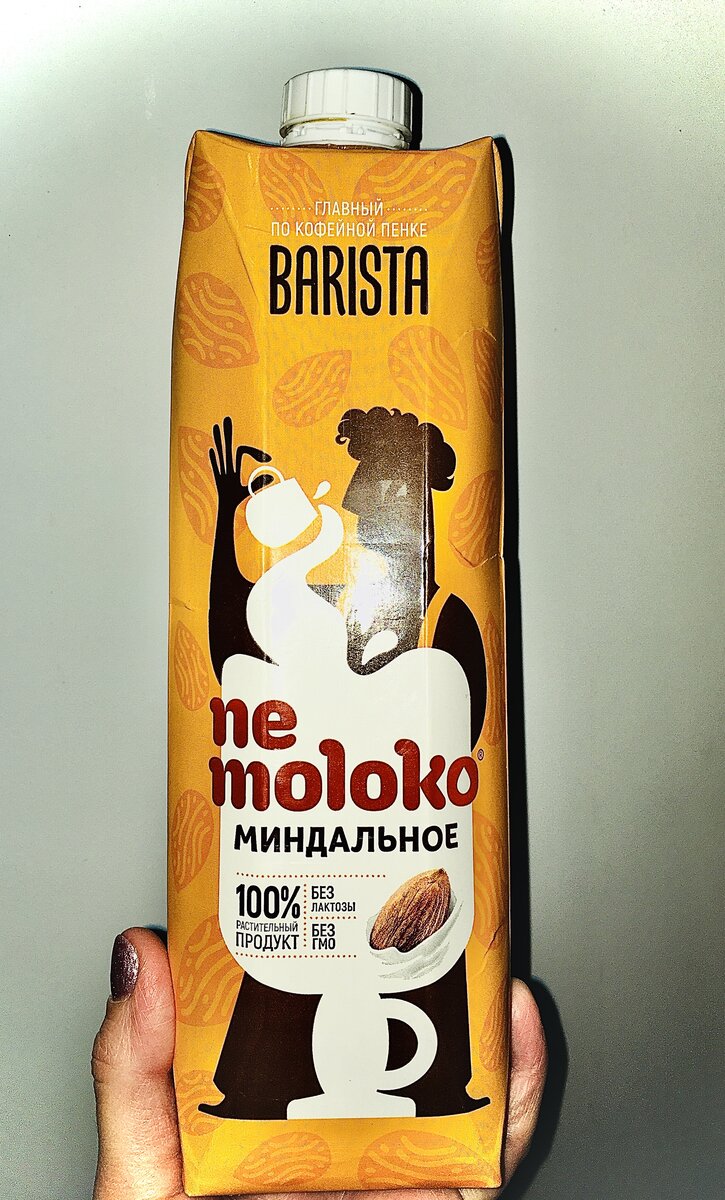 ГЛАВНЫЙ
ПО КОФЕЙНОЙ ПЕНКЕ
BARISTA
ne
moloko®
МИНДАЛЬНОЕ
100%
РАСТИТЕЛЬНЫЙ
ПРОДУКТ
БЕЗ
ЛАКТОЗЫ
БЕЗ
ГМО